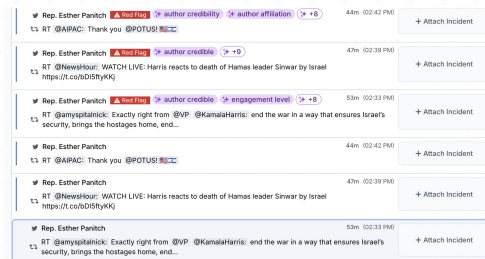 Rep. Esther Panitch Red Flag author credibility author affiliation +8 44m (02:42 PM)
RT @AIPAC: Thank you @POTUS! 🇺🇸🇮🇱
+ Attach Incident
Rep. Esther Panitch Red Flag author credible +9 47m (02:39 PM)
RT @NewsHour: WATCH LIVE: Harris reacts to death of Hamas leader Sinwar by Israel
https://t.co/bDI5ftyKKj
+ Attach Incident
Rep. Esther Panitch Red Flag author credible engagement level +8 53m (02:33 PM)
RT @amyspitalnick: Exactly right from @VP @KamalaHarris: end the war in a way that ensures Israel's
security, brings the hostages home, end...
+ Attach Incident
Rep. Esther Panitch 44m (02:42 PM)
RT @AIPAC: Thank you @POTUS! 🇺🇸🇮🇱
+ Attach Incident
Rep. Esther Panitch 47m (02:39 PM)
RT @NewsHour: WATCH LIVE: Harris reacts to death of Hamas leader Sinwar by Israel
https://t.co/bDI5ftyKKj
+ Attach Incident
Rep. Esther Panitch 53m (02:33 PM)
RT @amyspitalnick: Exactly right from @VP @KamalaHarris: end the war in a way that ensures Israel's
security, brings the hostages home, end...
+ Attach Incident